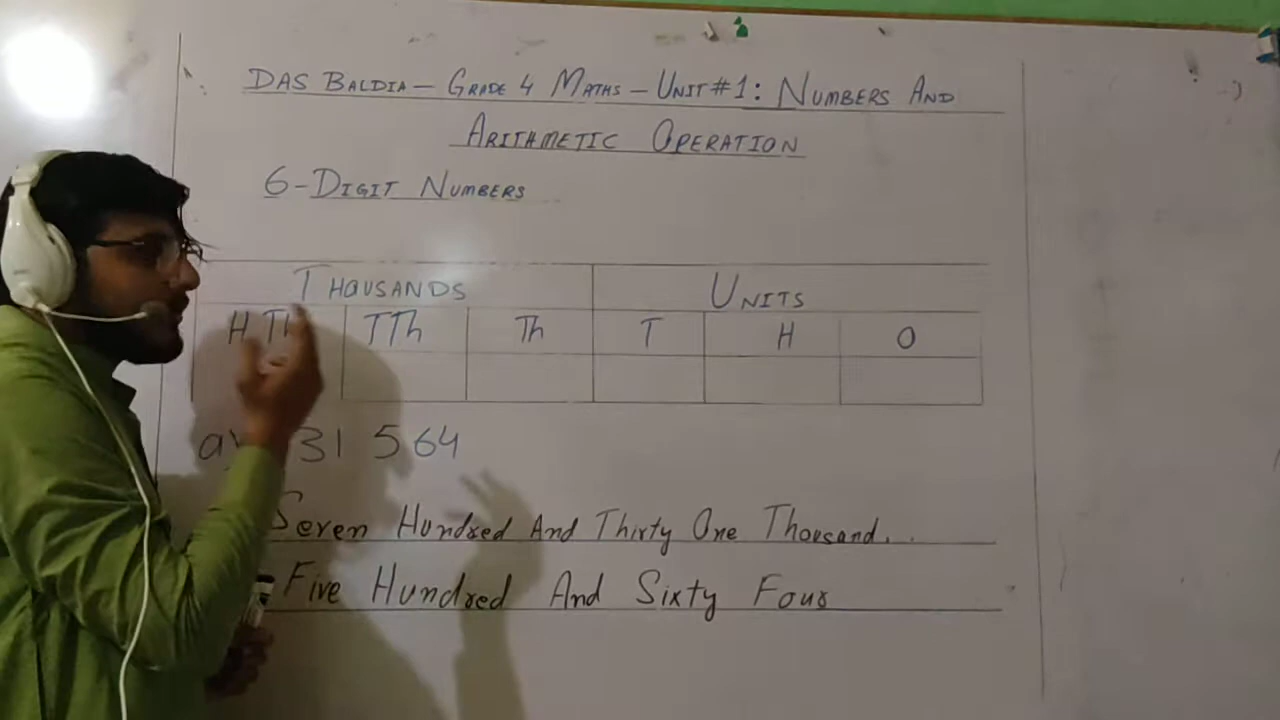 DAS BALDIA — GRADE 4 MATHS — UNIT #1: NUMBERS AND
ARITHMETIC OPERATION
6-DIGIT NUMBERS
THOUSANDS UNITS
H Th TTh Th T H O
a) 31 564
Seven Hundred And Thirty One Thousand..
Five Hundred And Sixty Four